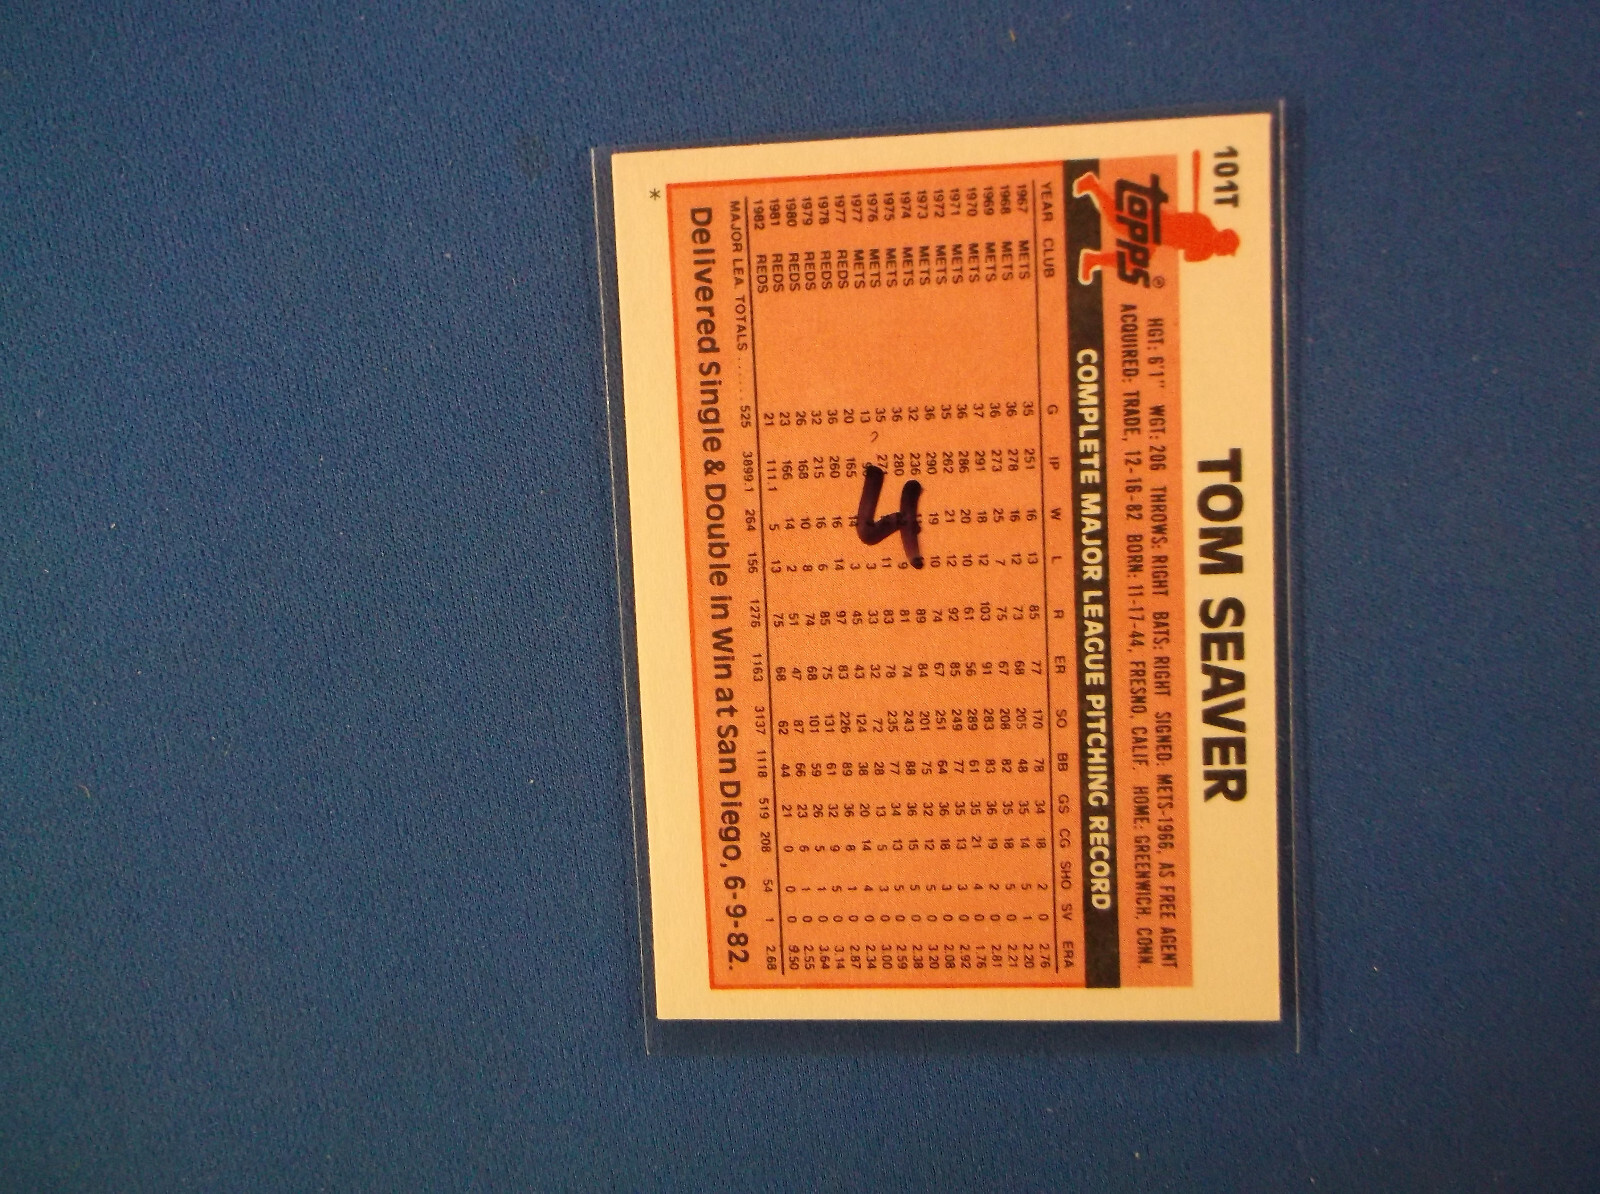 101T
TOM SEAVER
TOPPS®
HGT: 6'1" WGT: 206 THROWS: RIGHT BATS: RIGHT SIGNED: METS-1966, AS FREE AGENT
ACQUIRED: TRADE, 12-16-82 BORN: 11-17-44, FRESNO, CALIF. HOME: GREENWICH, CONN.
COMPLETE MAJOR LEAGUE PITCHING RECORD
YEAR CLUB G IP W L R ER SO BB GS CG SHO SV ERA
1967 METS 35 251 16 13 85 77 170 78 34 18 2 0 2.76
1968 METS 36 278 16 12 73 68 205 48 35 14 5 1 2.20
1969 METS 36 273 25 7 75 67 208 82 35 18 5 0 2.21
1970 METS 37 291 18 12 103 91 283 83 36 19 2 0 2.81
1971 METS 36 286 20 10 61 56 289 61 35 21 4 0 1.76
1972 METS 35 262 21 12 92 85 249 77 35 13 3 0 2.92
1973 METS 36 290 19 10 74 67 251 64 36 18 3 0 2.08
1974 METS 32 236 89 84 201 75 32 12 5 0 3.20
1975 METS 36 280 9 81 74 243 88 36 15 5 0 2.38
1976 METS 35 271 11 83 78 235 77 34 13 5 0 2.59
1977 METS 13 3 33 32 72 28 13 5 3 0 3.00
1977 REDS 20 165 14 3 45 43 124 38 20 14 4 0 2.34
1978 REDS 36 260 16 14 97 83 226 89 36 8 1 0 2.87
1979 REDS 32 215 16 6 85 75 131 61 32 9 5 0 3.14
1980 REDS 26 168 10 8 74 68 101 59 26 5 1 0 3.64
1981 REDS 23 166 14 2 51 47 87 66 23 6 1 0 2.55
1982 REDS 21 111.1 5 13 75 68 62 44 21 0 0 0 5.50
MAJOR LEA. TOTALS ...... 525 3899.1 264 156 1276 1163 3137 1118 519 208 54 1 2.68
Delivered Single & Double in Win at San Diego, 6-9-82.
*